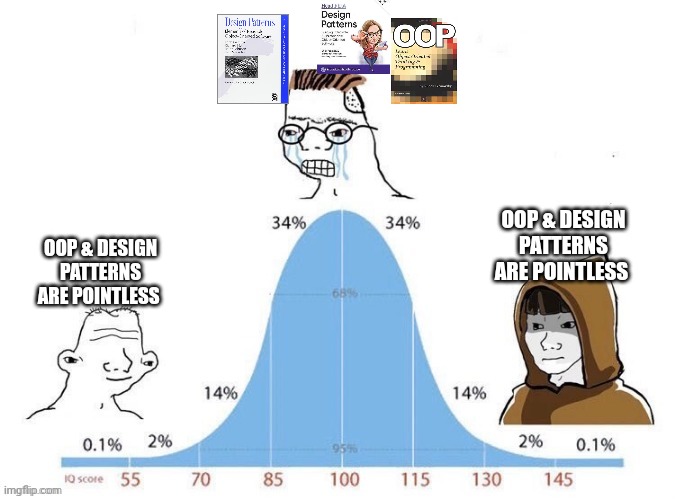 Design Patterns
Head First
Design
Patterns
OOP
34%
34%
OOP & DESIGN
PATTERNS
ARE POINTLESS
OOP & DESIGN
PATTERNS
ARE POINTLESS
68%
14%
14%
0.1%
2%
95%
2%
0.1%
IQ score
55
70
85
100
115
130
145
imgflip.com